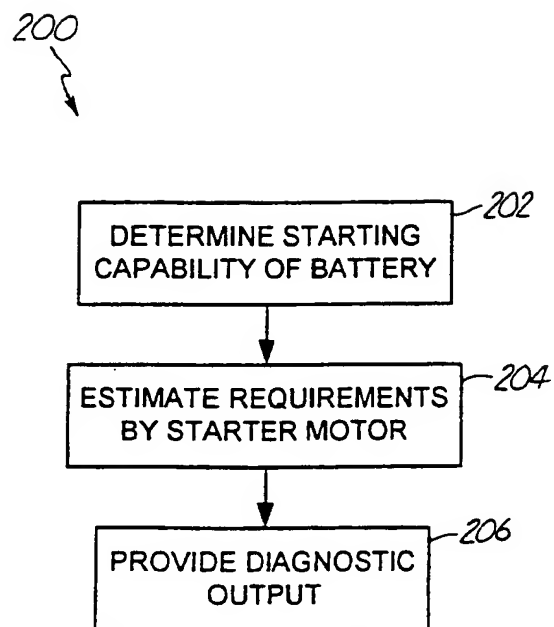 200
202
DETERMINE STARTING
CAPABILITY OF BATTERY
204
ESTIMATE REQUIREMENTS
BY STARTER MOTOR
206
PROVIDE DIAGNOSTIC
OUTPUT